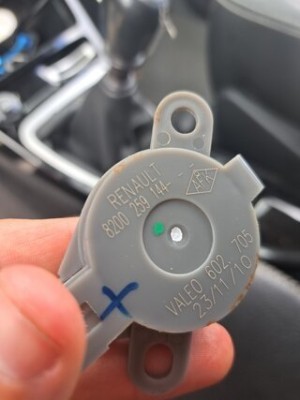 RENAULT
8200 259 144-
VALEO 602 705
23/11/10